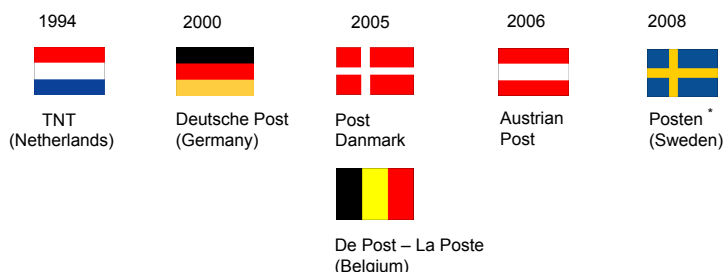 1994
2000
2005
2006
2008
TNT
(Netherlands)
Deutsche Post
(Germany)
Post
Danmark
Austrian
Post
Posten *
(Sweden)
De Post – La Poste
(Belgium)